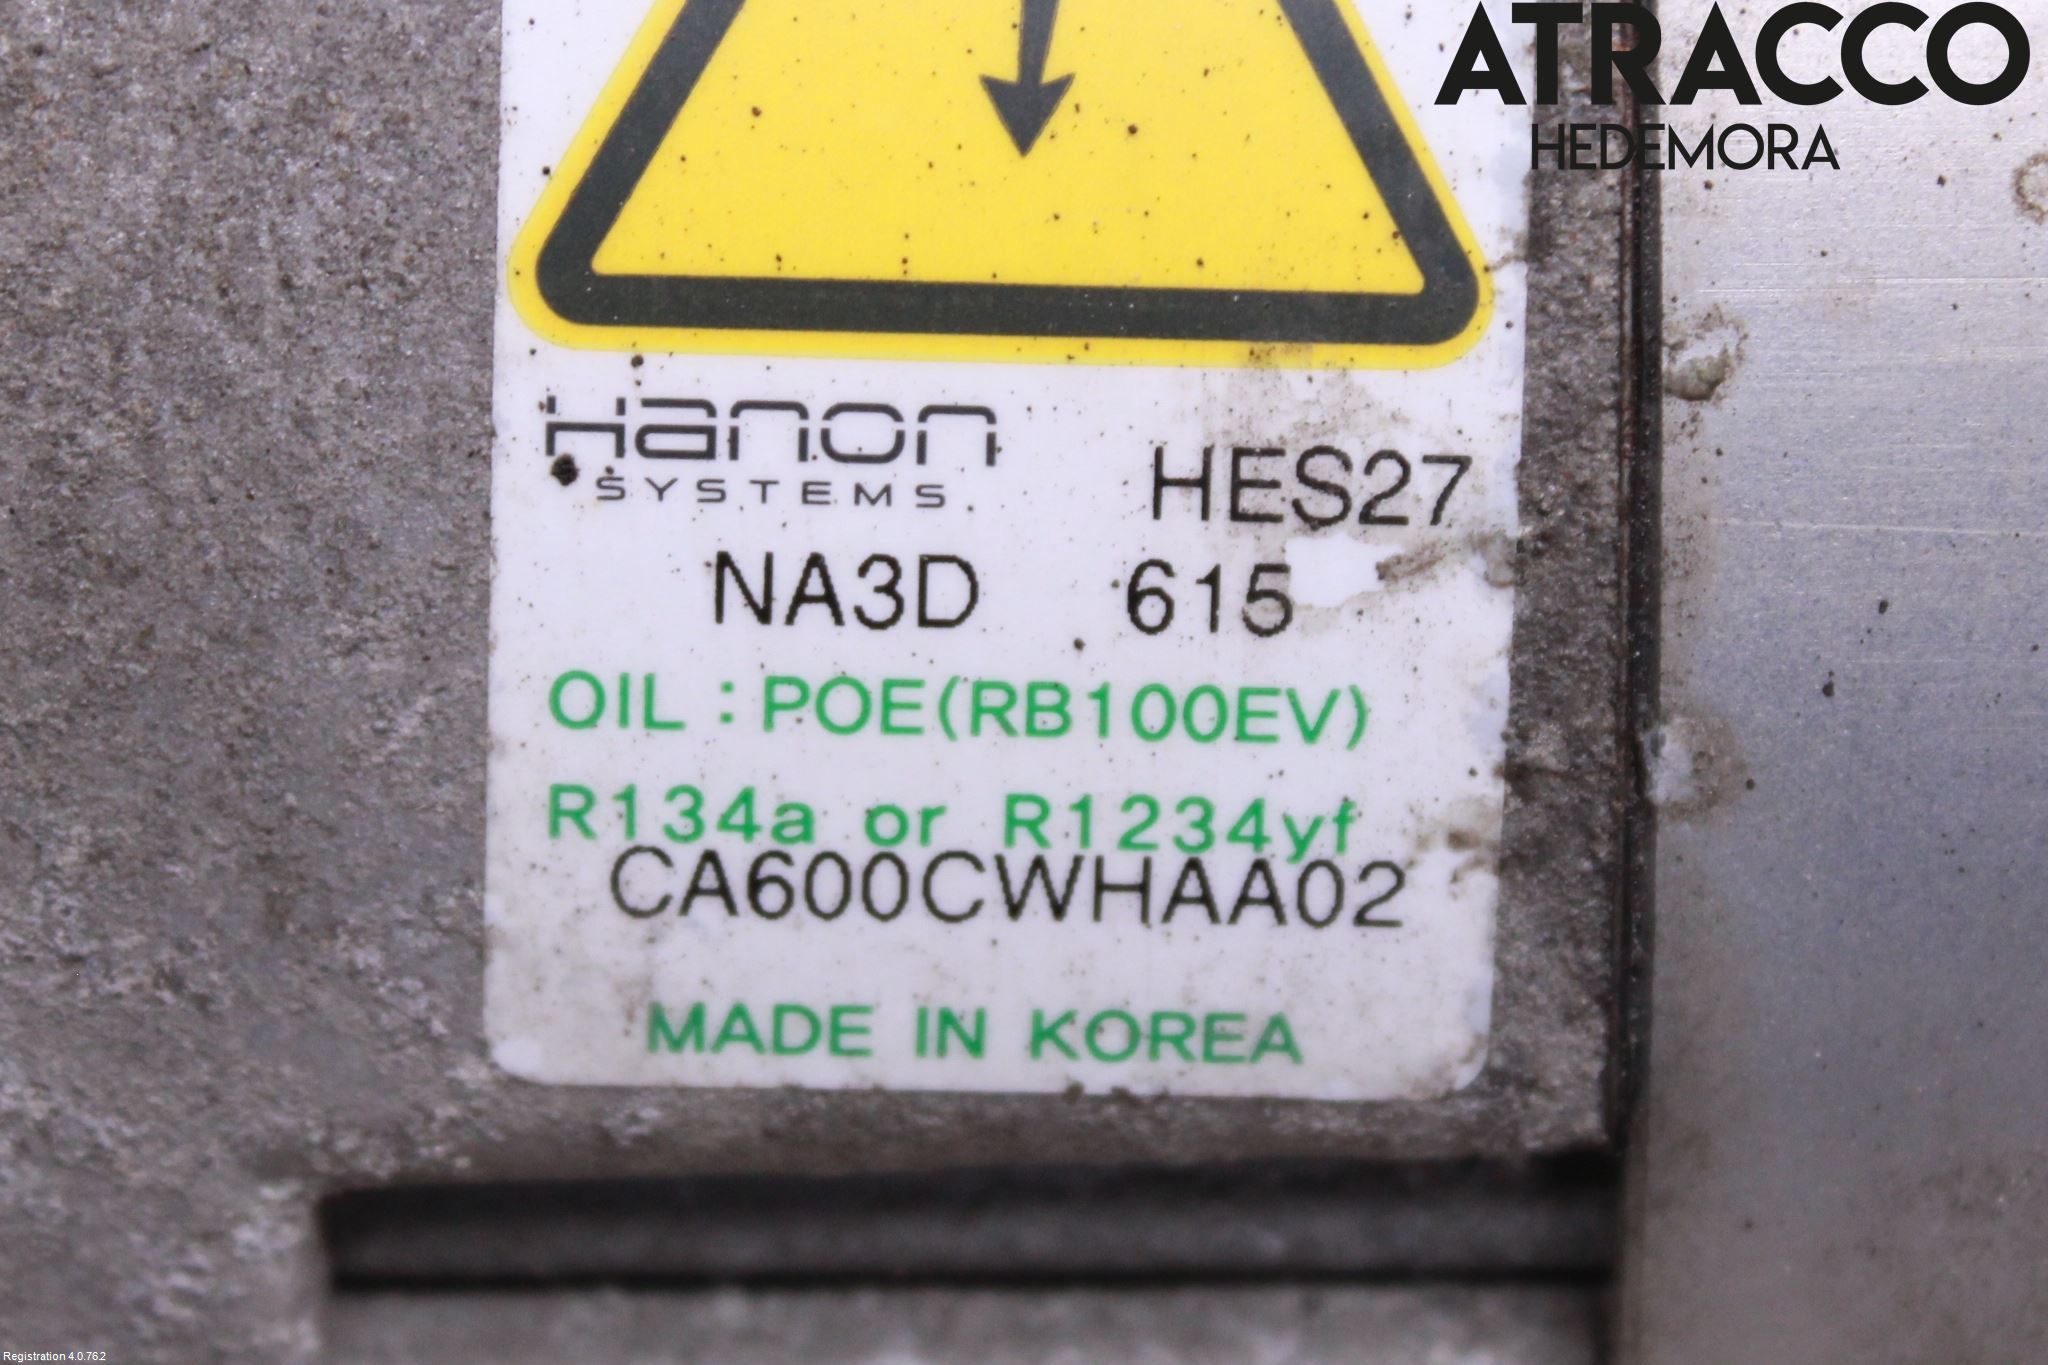 ATRACCO
HEDEMORA
Hanon
SYSTEMS
HES27
NA3D 615
OIL : POE(RB100EV)
R134a or R1234yf
CA600CWHAA02
MADE IN KOREA
Registration 4.0.762